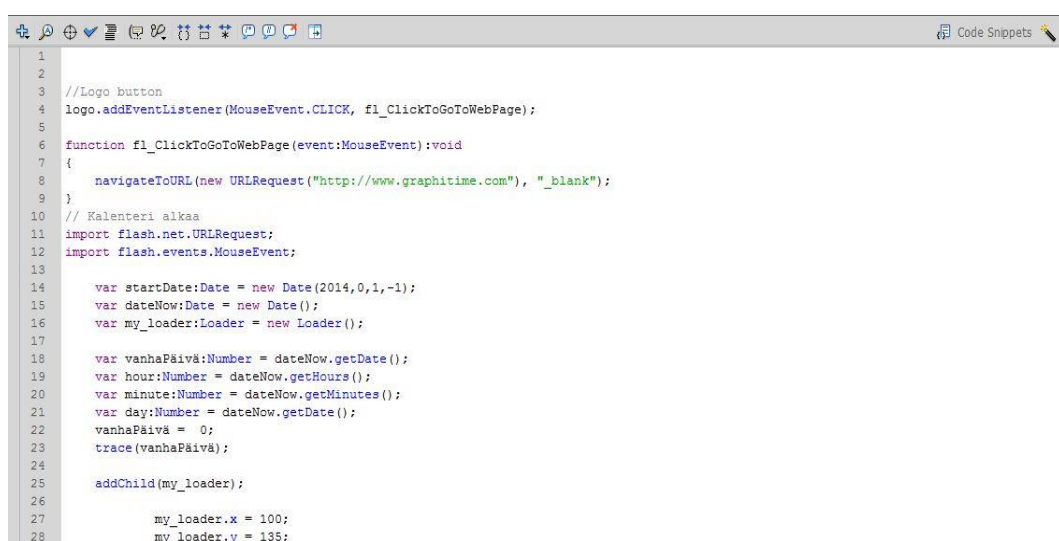 Code Snippets
1
2
3 //Logo button
4 logo.addEventListener(MouseEvent.CLICK, fl_ClickToGoToWebPage);
5
6 function fl_ClickToGoToWebPage(event:MouseEvent):void
7 {
8 navigateToURL(new URLRequest("http://www.graphitime.com"), "_blank");
9 }
10 // Kalenteri alkaa
11 import flash.net.URLRequest;
12 import flash.events.MouseEvent;
13
14 var startDate:Date = new Date(2014,0,1,-1);
15 var dateNow:Date = new Date();
16 var my_loader:Loader = new Loader();
17
18 var vanhaPäivä:Number = dateNow.getDate();
19 var hour:Number = dateNow.getHours();
20 var minute:Number = dateNow.getMinutes();
21 var day:Number = dateNow.getDate();
22 vanhaPäivä = 0;
23 trace(vanhaPäivä);
24
25 addChild(my_loader);
26
27 my_loader.x = 100;
28 my_loader.y = 135;